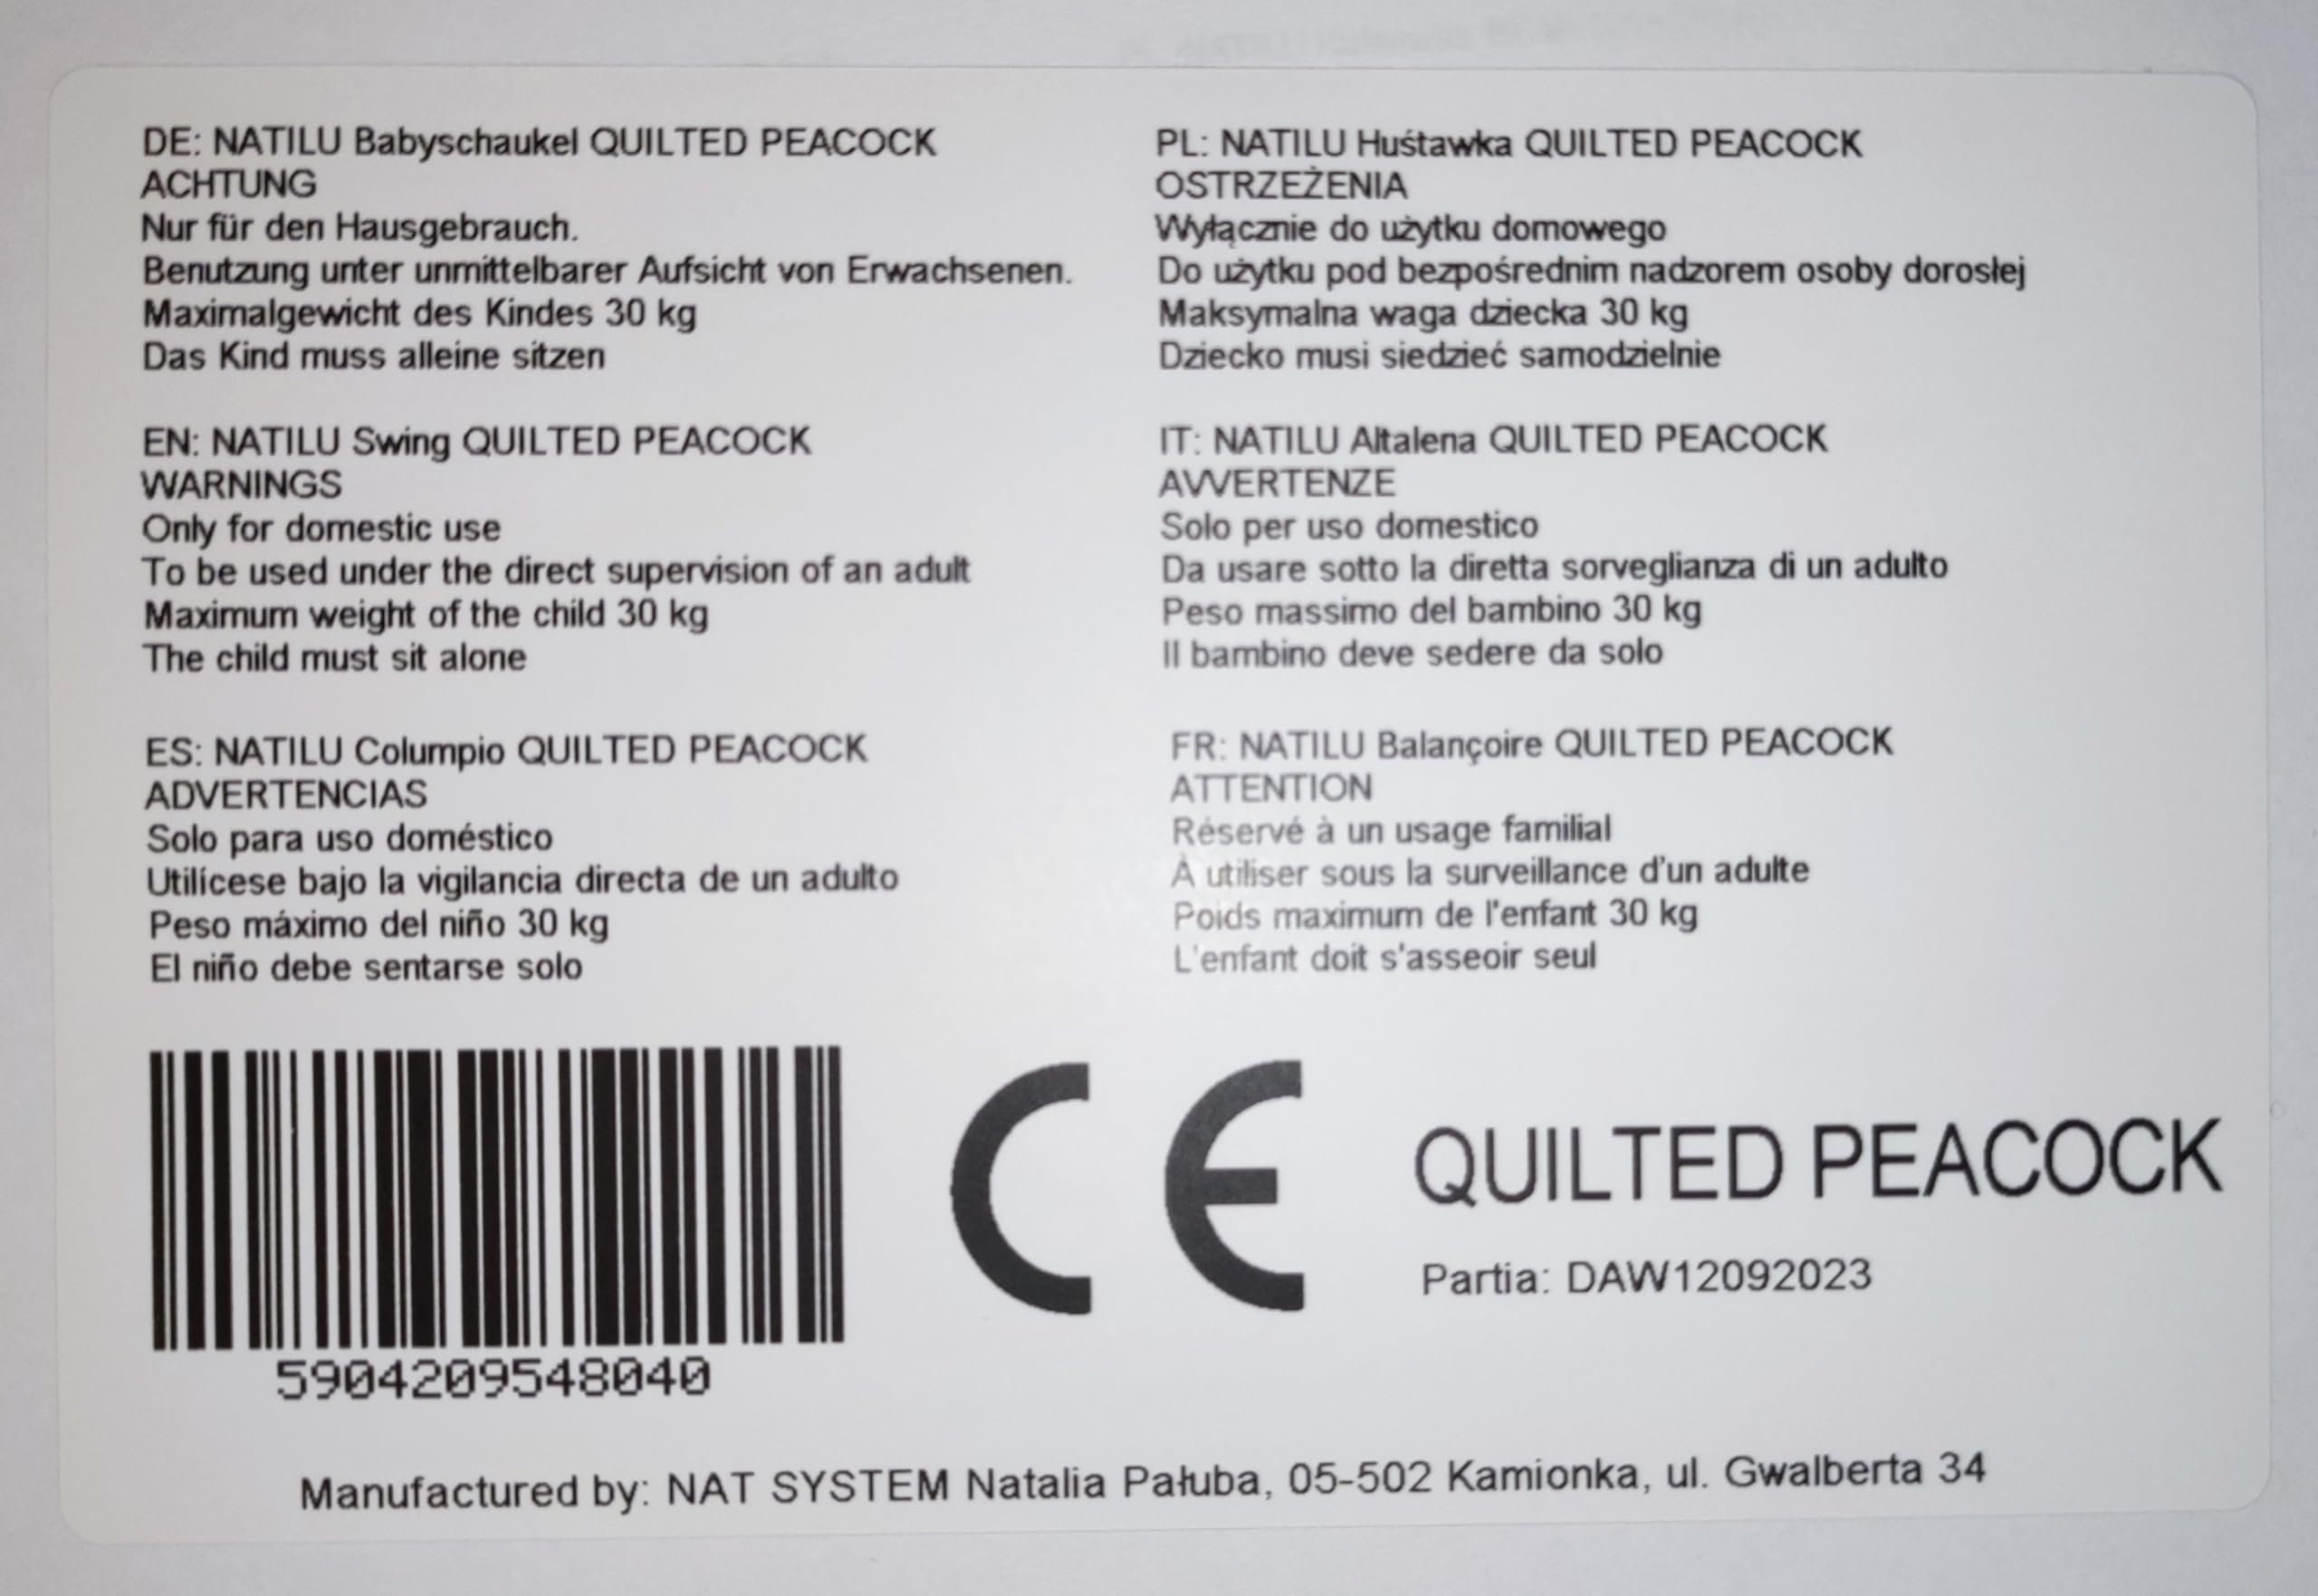 DE: NATILU Babyschaukel QUILTED PEACOCK
ACHTUNG
Nur für den Hausgebrauch.
Benutzung unter unmittelbarer Aufsicht von Erwachsenen.
Maximalgewicht des Kindes 30 kg
Das Kind muss alleine sitzen
EN: NATILU Swing QUILTED PEACOCK
WARNINGS
Only for domestic use
To be used under the direct supervision of an adult
Maximum weight of the child 30 kg
The child must sit alone
ES: NATILU Columpio QUILTED PEACOCK
ADVERTENCIAS
Solo para uso doméstico
Utilícese bajo la vigilancia directa de un adulto
Peso máximo del niño 30 kg
El niño debe sentarse solo
PL: NATILU Huśtawka QUILTED PEACOCK
OSTRZEŻENIA
Wyłącznie do użytku domowego
Do użytku pod bezpośrednim nadzorem osoby dorosłej
Maksymalna waga dziecka 30 kg
Dziecko musi siedzieć samodzielnie
IT: NATILU Altalena QUILTED PEACOCK
AVVERTENZE
Solo per uso domestico
Da usare sotto la diretta sorveglianza di un adulto
Peso massimo del bambino 30 kg
Il bambino deve sedere da solo
FR: NATILU Balançoire QUILTED PEACOCK
ATTENTION
Réservé à un usage familial
À utiliser sous la surveillance d'un adulte
Poids maximum de l'enfant 30 kg
L'enfant doit s'asseoir seul
5904209548040
CE
QUILTED PEACOCK
Partia: DAW12092023
Manufactured by: NAT SYSTEM Natalia Pałuba, 05-502 Kamionka, ul. Gwalberta 34